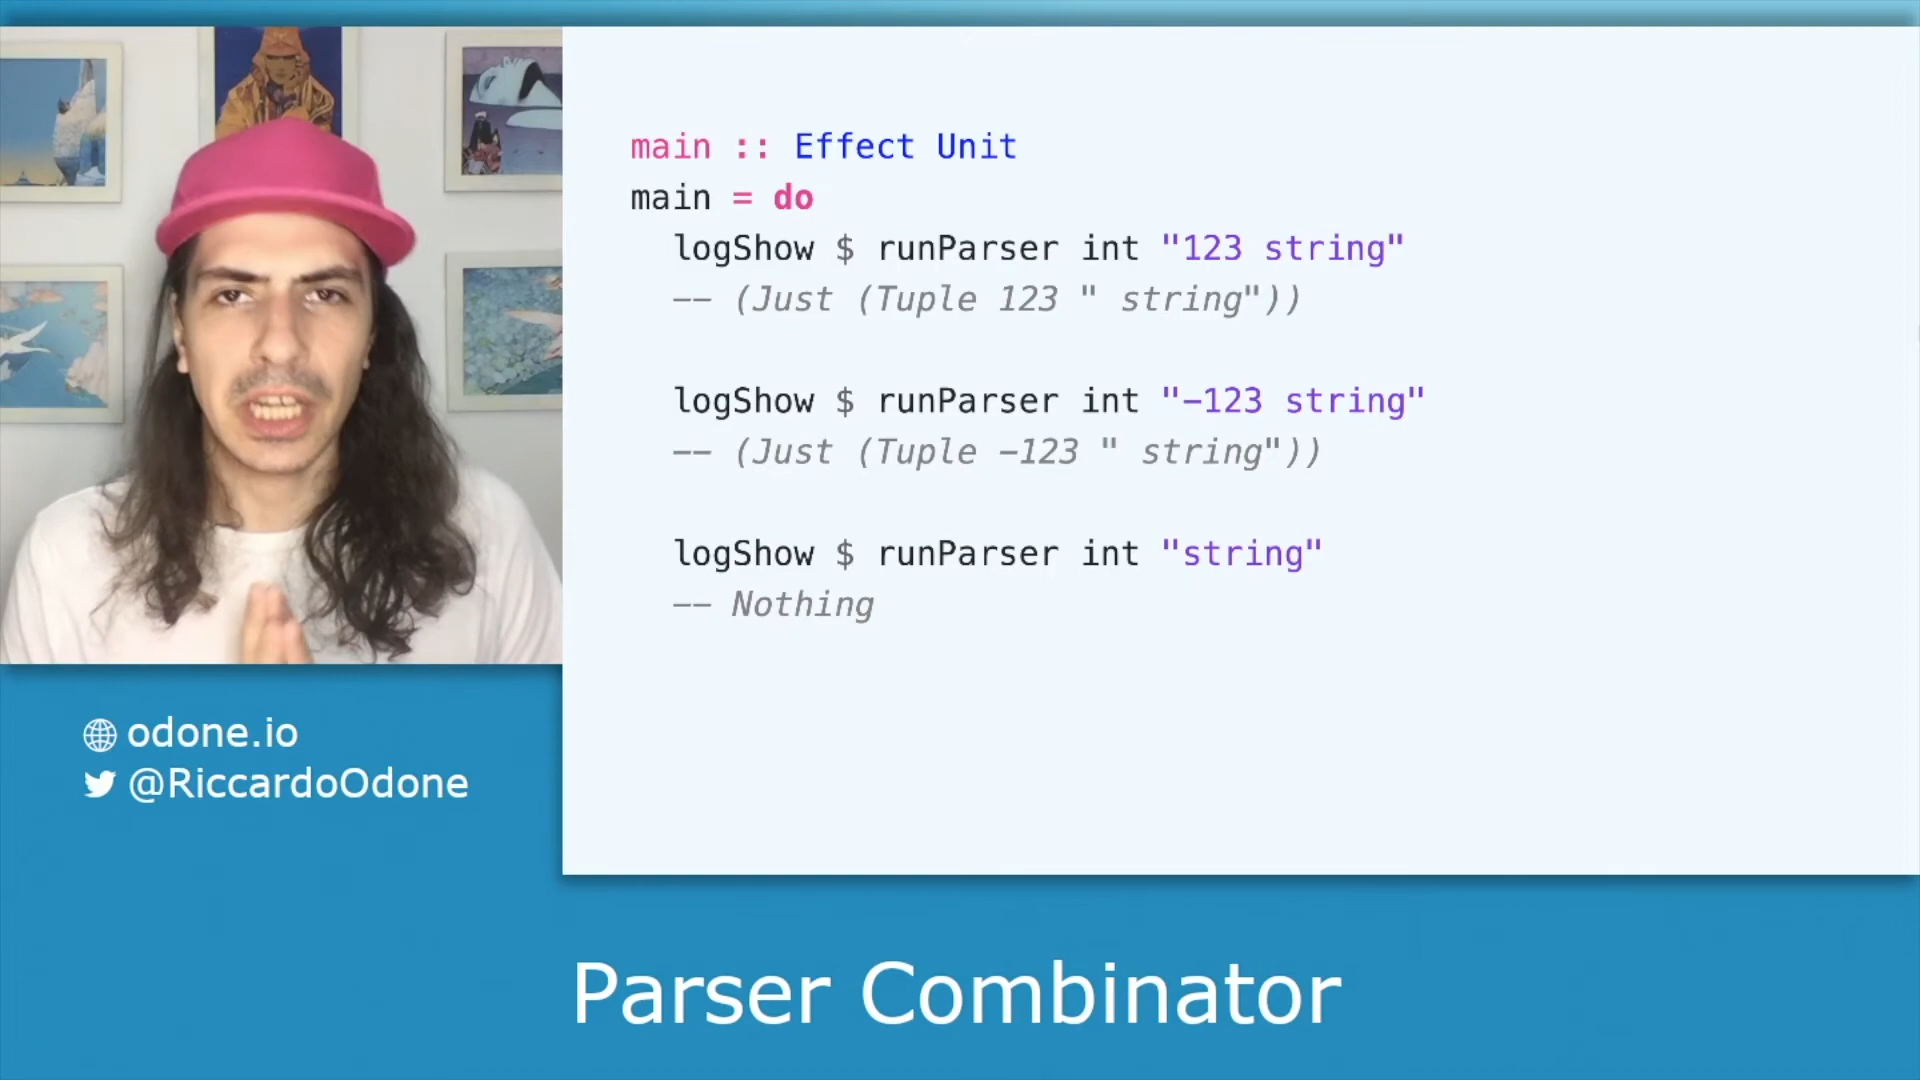 main :: Effect Unit
main = do
  logShow $ runParser int "123 string"
  -- (Just (Tuple 123 " string"))

  logShow $ runParser int "-123 string"
  -- (Just (Tuple -123 " string"))

  logShow $ runParser int "string"
  -- Nothing
odone.io
@RiccardoOdone
Parser Combinator